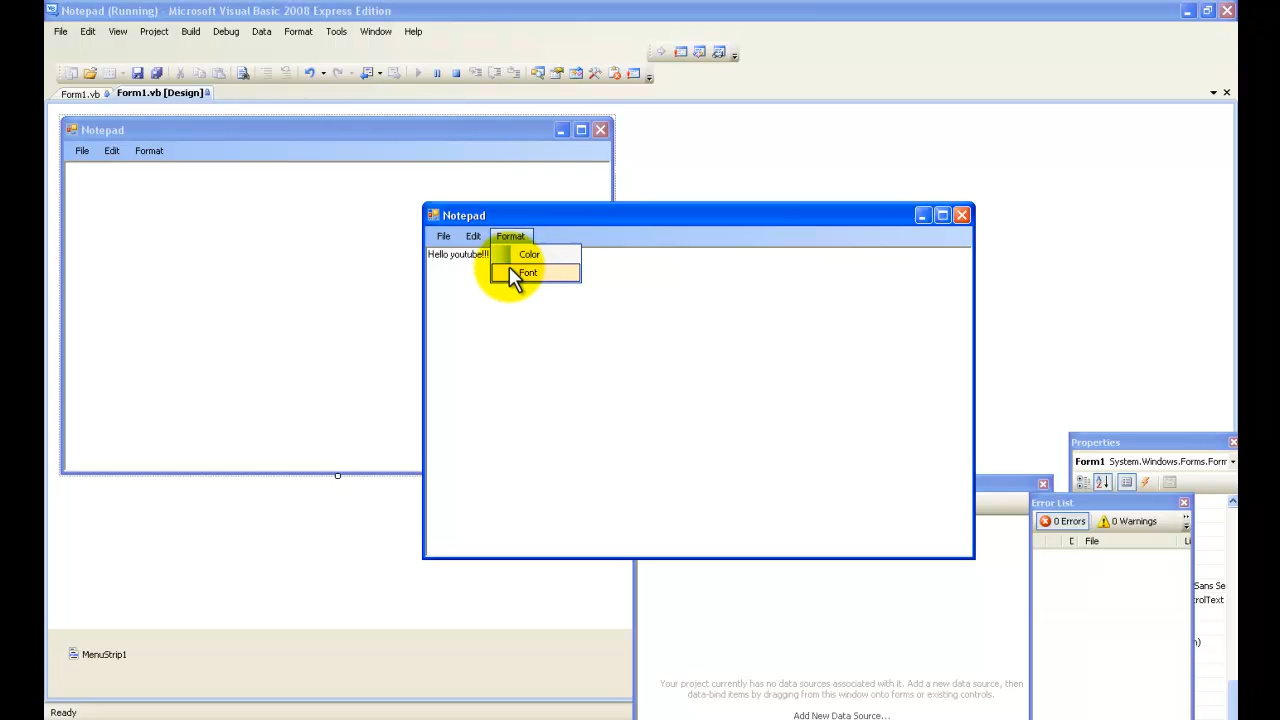 Notepad (Running) - Microsoft Visual Basic 2008 Express Edition
File Edit View Project Build Debug Data Format Tools Window Help
Form1.vb Form1.vb [Design]
Notepad
File Edit Format
Notepad
File Edit Format
Hello youtube!!!
Color
Font
Properties
Form1 System.Windows.Forms.Form
Error List
0 Errors 0 Warnings
File Li
Sans Se
trolText
MenuStrip1
Your project currently has no data sources associated with it. Add a new data source, then
data-bind items by dragging from this window onto forms or existing controls.
Add New Data Source...
Ready